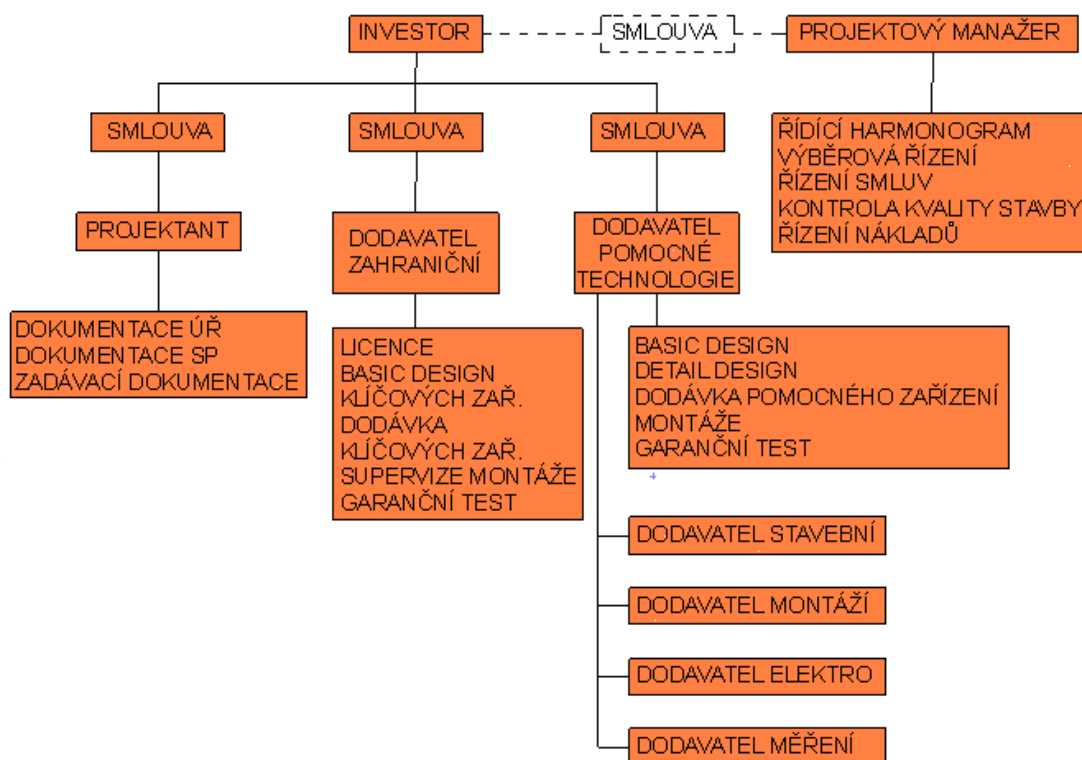 INVESTOR
SMLOUVA
PROJEKTOVÝ MANAŽER
SMLOUVA
SMLOUVA
SMLOUVA
ŘÍDÍCÍ HARMONOGRAM
VÝBĚROVÁ ŘÍZENÍ
ŘÍZENÍ SMLUV
KONTROLA KVALITY STAVBY
ŘÍZENÍ NÁKLADŮ
PROJEKTANT
DODAVATEL
ZAHRANIČNÍ
DODAVATEL
POMOCNÉ
TECHNOLOGIE
DOKUMENTACE ÚŘ
DOKUMENTACE SP
ZADÁVACÍ DOKUMENTACE
LICENCE
BASIC DESIGN
KLÍČOVÝCH ZAŘ.
DODÁVKA
KLÍČOVÝCH ZAŘ.
SUPERVIZE MONTÁŽE
GARANČNÍ TEST
BASIC DESIGN
DETAIL DESIGN
DODÁVKA POMOCNÉHO ZAŘÍZENÍ
MONTÁŽE
GARANČNÍ TEST
DODAVATEL STAVEBNÍ
DODAVATEL MONTÁŽÍ
DODAVATEL ELEKTRO
DODAVATEL MĚŘENÍ